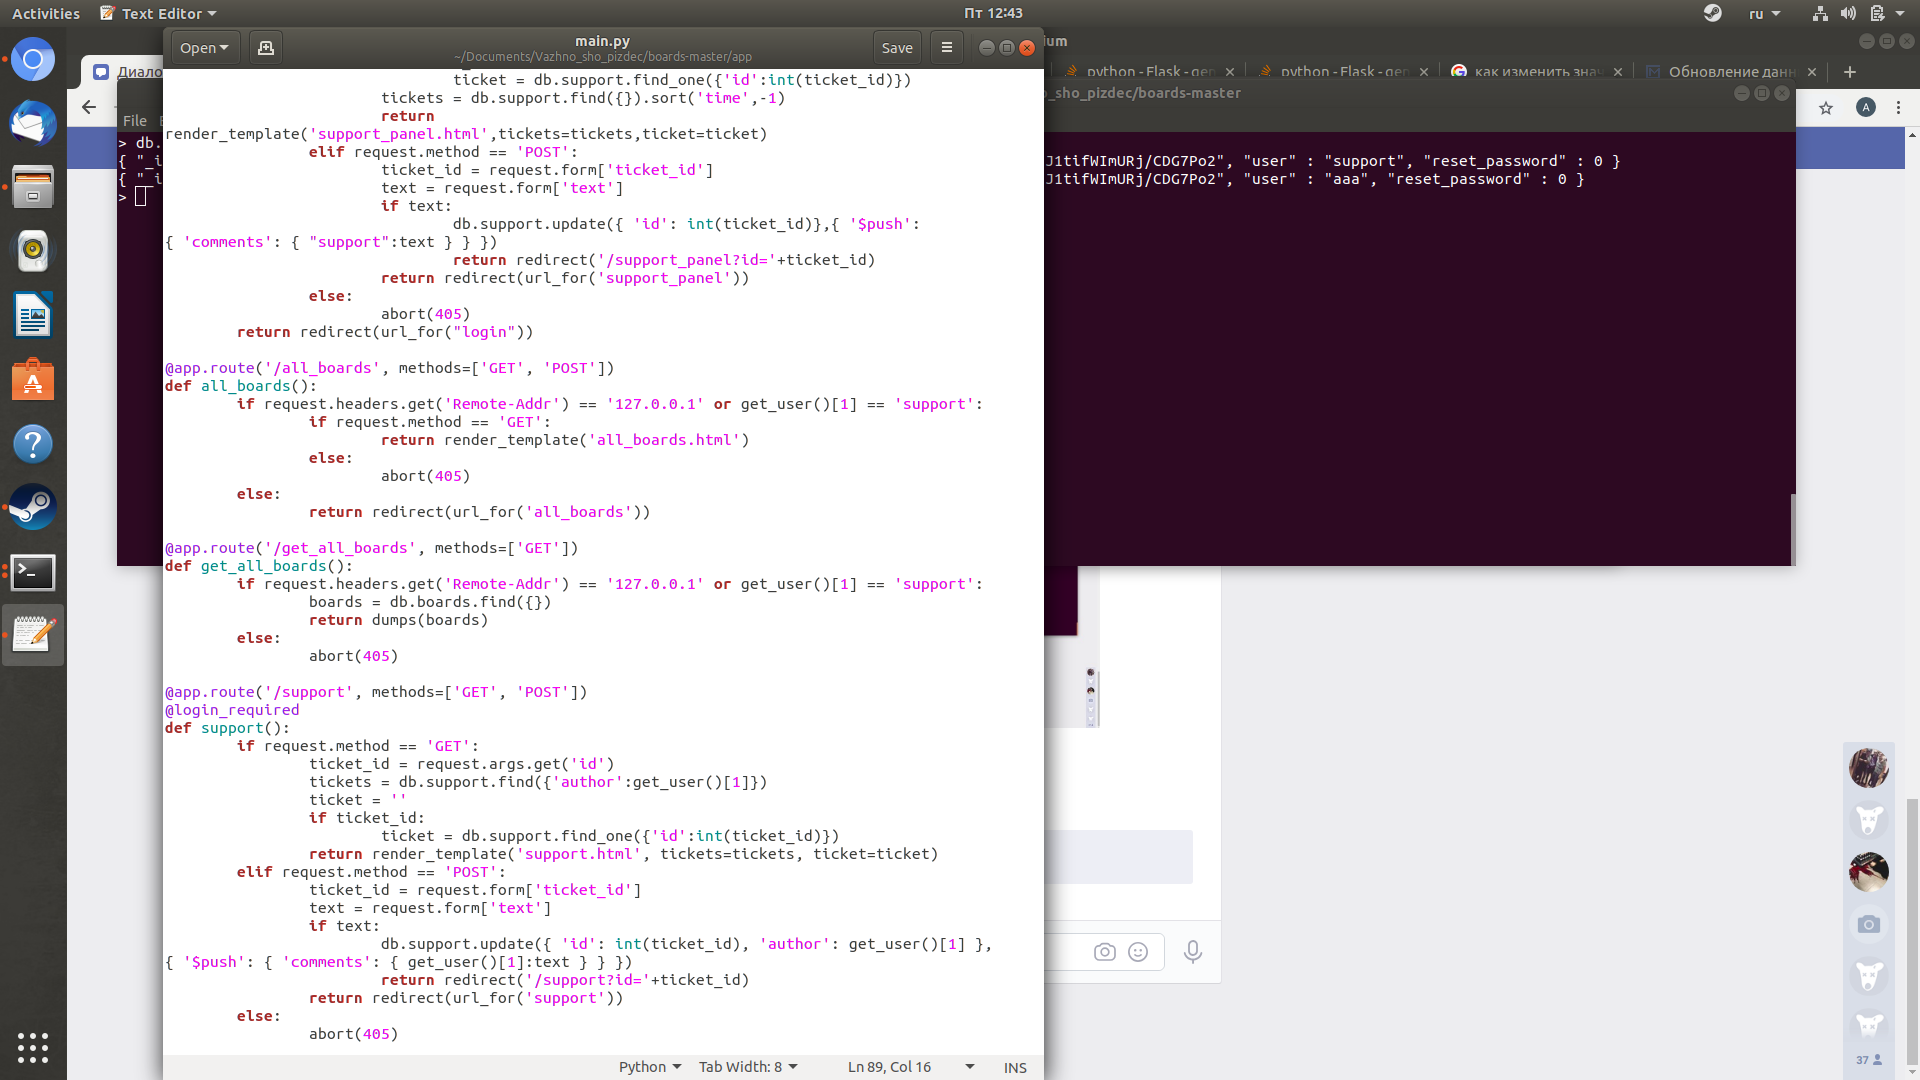 Activities
Text Editor
Пт 12:43
ru
Open
main.py
~/Documents/Vazhno_sho_pizdec/boards-master/app
Save
ium
Диало
python - Flask - gen
python - Flask - gen
как изменить знач
Обновление данн
_sho_pizdec/boards-master
A
File
> db.
{ "_i
{ "_i
>
J1tifWImURj/CDG7Po2", "user" : "support", "reset_password" : 0 }
J1tifWImURj/CDG7Po2", "user" : "aaa", "reset_password" : 0 }
ticket = db.support.find_one({'id':int(ticket_id)})
tickets = db.support.find({}).sort('time',-1)
return
render_template('support_panel.html',tickets=tickets,ticket=ticket)
elif request.method == 'POST':
ticket_id = request.form['ticket_id']
text = request.form['text']
if text:
db.support.update({ 'id': int(ticket_id)},{ '$push':
{ 'comments': { "support":text } } })
return redirect('/support_panel?id='+ticket_id)
return redirect(url_for('support_panel'))
else:
abort(405)
return redirect(url_for("login"))
@app.route('/all_boards', methods=['GET', 'POST'])
def all_boards():
if request.headers.get('Remote-Addr') == '127.0.0.1' or get_user()[1] == 'support':
if request.method == 'GET':
return render_template('all_boards.html')
else:
abort(405)
else:
return redirect(url_for('all_boards'))
@app.route('/get_all_boards', methods=['GET'])
def get_all_boards():
if request.headers.get('Remote-Addr') == '127.0.0.1' or get_user()[1] == 'support':
boards = db.boards.find({})
return dumps(boards)
else:
abort(405)
@app.route('/support', methods=['GET', 'POST'])
@login_required
def support():
if request.method == 'GET':
ticket_id = request.args.get('id')
tickets = db.support.find({'author':get_user()[1]})
ticket = ''
if ticket_id:
ticket = db.support.find_one({'id':int(ticket_id)})
return render_template('support.html', tickets=tickets, ticket=ticket)
elif request.method == 'POST':
ticket_id = request.form['ticket_id']
text = request.form['text']
if text:
db.support.update({ 'id': int(ticket_id), 'author': get_user()[1] },
{ '$push': { 'comments': { get_user()[1]:text } } })
return redirect('/support?id='+ticket_id)
return redirect(url_for('support'))
else:
abort(405)
Python
Tab Width: 8
Ln 89, Col 16
INS
37